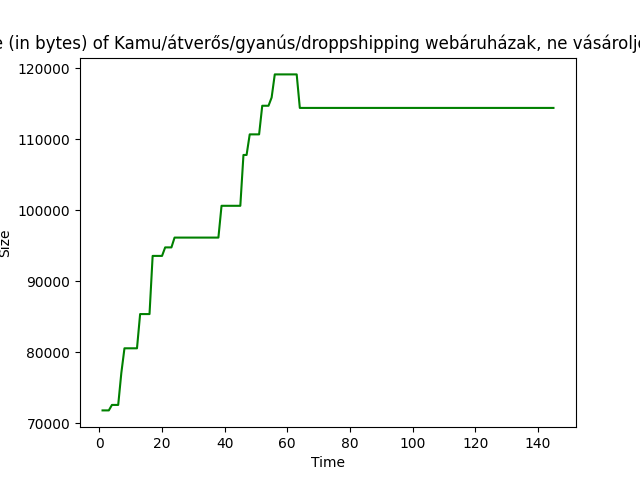 (in bytes) of Kamu/átverős/gyanús/droppshipping webáruházak, ne
120000
110000
100000
90000
80000
70000
Size
0 20 40 60 80 100 120 140
Time